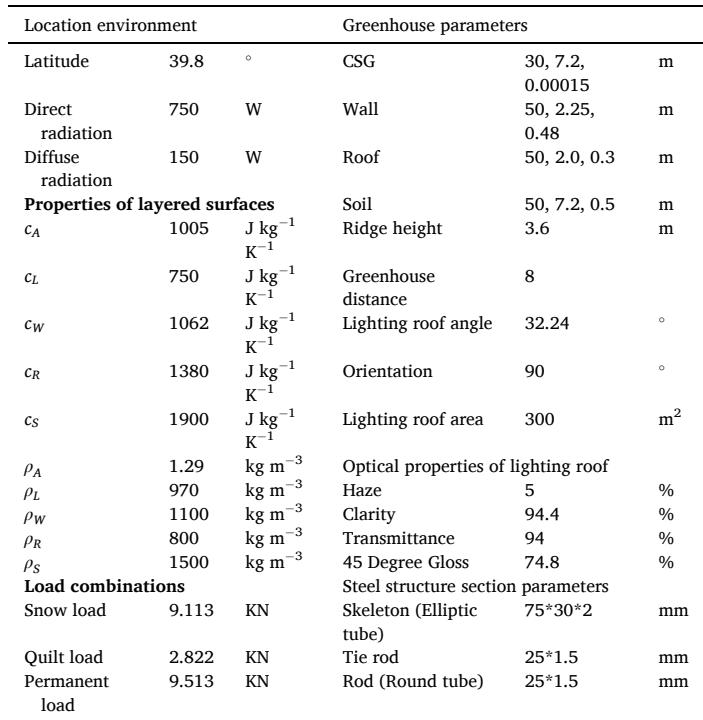 Location environment Greenhouse parameters
Latitude 39.8 ° CSG 30, 7.2, m
0.00015
Direct 750 W Wall 50, 2.25, m
radiation 0.48
Diffuse 150 W Roof 50, 2.0, 0.3 m
radiation
Properties of layered surfaces Soil 50, 7.2, 0.5 m
c_A 1005 J kg⁻¹ Ridge height 3.6 m
K⁻¹
c_L 750 J kg⁻¹ Greenhouse 8
K⁻¹ distance
c_W 1062 J kg⁻¹ Lighting roof angle 32.24 °
K⁻¹
c_R 1380 J kg⁻¹ Orientation 90 °
K⁻¹
c_S 1900 J kg⁻¹ Lighting roof area 300 m²
K⁻¹
ρ_A 1.29 kg m⁻³ Optical properties of lighting roof
ρ_L 970 kg m⁻³ Haze 5 %
ρ_W 1100 kg m⁻³ Clarity 94.4 %
ρ_R 800 kg m⁻³ Transmittance 94 %
ρ_S 1500 kg m⁻³ 45 Degree Gloss 74.8 %
Load combinations Steel structure section parameters
Snow load 9.113 KN Skeleton (Elliptic 75*30*2 mm
tube)
Quilt load 2.822 KN Tie rod 25*1.5 mm
Permanent 9.513 KN Rod (Round tube) 25*1.5 mm
load